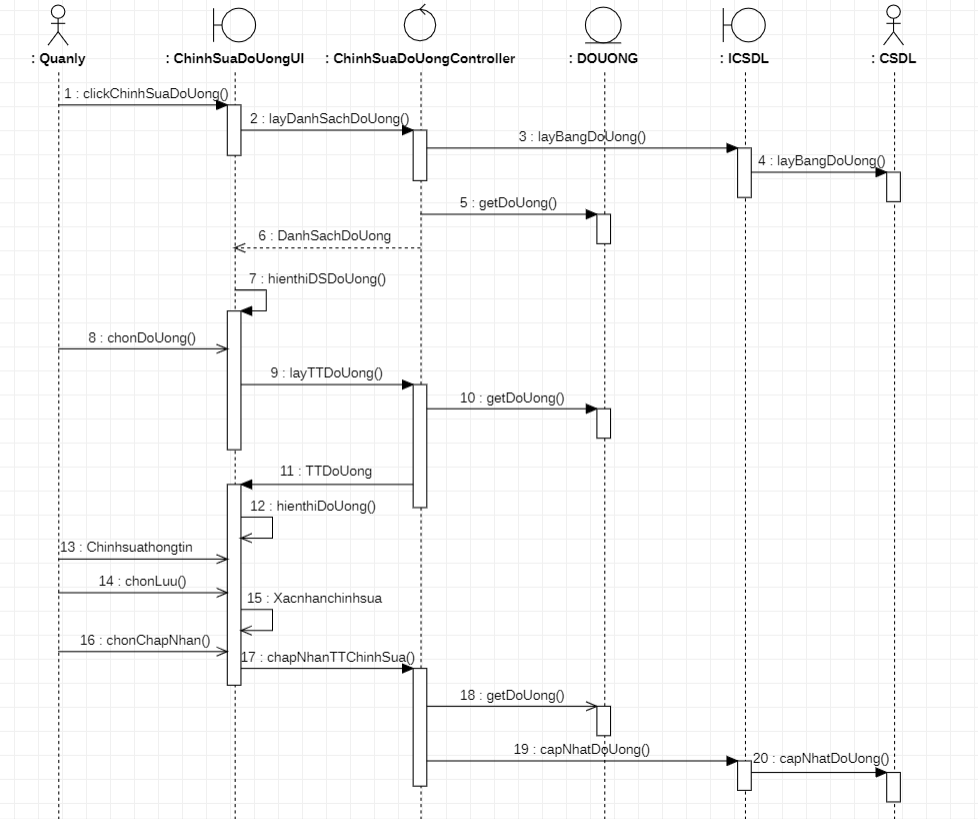 : Quanly
: ChinhSuaDoUongUI
: ChinhSuaDoUongController
: DOUONG
: ICSDL
: CSDL
1 : clickChinhSuaDoUong()
2 : layDanhSachDoUong()
3 : layBangDoUong()
4 : layBangDoUong()
5 : getDoUong()
6 : DanhSachDoUong
7 : hienthiDSDoUong()
8 : chonDoUong()
9 : layTTDoUong()
10 : getDoUong()
11 : TTDoUong
12 : hienthiDoUong()
13 : Chinhsuathongtin
14 : chonLuu()
15 : Xacnhanchinhsua
16 : chonChapNhan()
17 : chapNhanTTChinhSua()
18 : getDoUong()
19 : capNhatDoUong()
20 : capNhatDoUong()